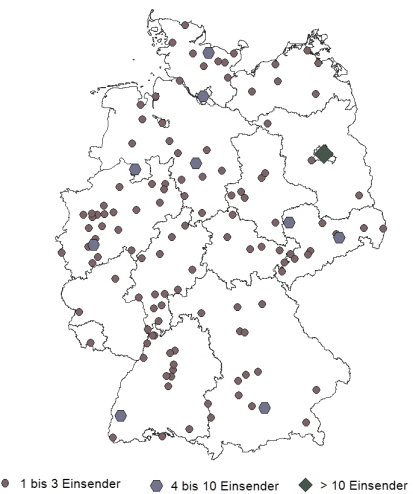 1 bis 3 Einsender
4 bis 10 Einsender
> 10 Einsender